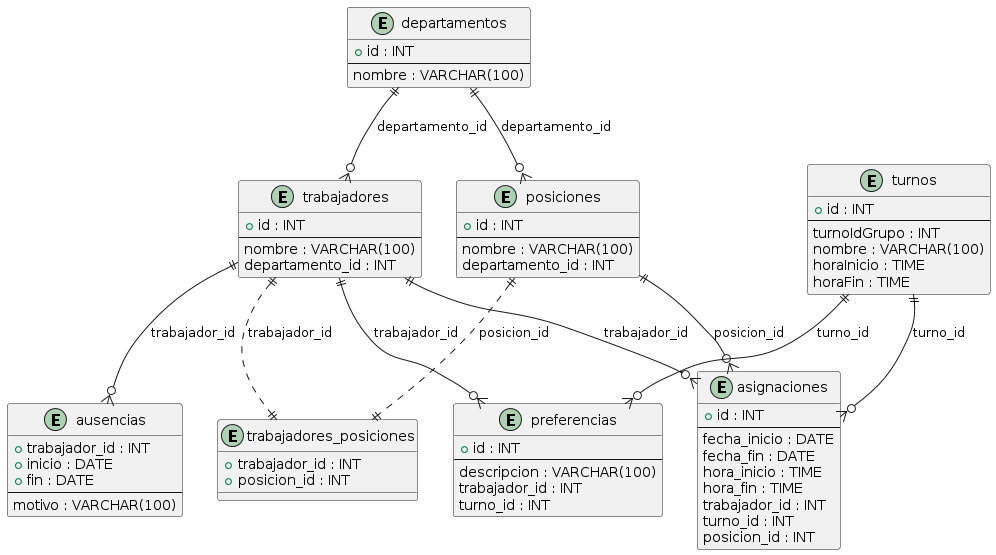 E departamentos
id : INT
nombre : VARCHAR(100)
departamento_id
departamento_id
E trabajadores
id : INT
nombre : VARCHAR(100)
departamento_id : INT
E posiciones
id : INT
nombre : VARCHAR(100)
departamento_id : INT
E turnos
id : INT
turnoIdGrupo : INT
nombre : VARCHAR(100)
horaInicio : TIME
horaFin : TIME
trabajador_id
trabajador_id
trabajador_id
posicion_id
trabajador_id
posicion_id
turno_id
turno_id
E ausencias
trabajador_id : INT
inicio : DATE
fin : DATE
motivo : VARCHAR(100)
E trabajadores_posiciones
trabajador_id : INT
posicion_id : INT
E preferencias
id : INT
descripcion : VARCHAR(100)
trabajador_id : INT
turno_id : INT
E asignaciones
id : INT
fecha_inicio : DATE
fecha_fin : DATE
hora_inicio : TIME
hora_fin : TIME
trabajador_id : INT
turno_id : INT
posicion_id : INT